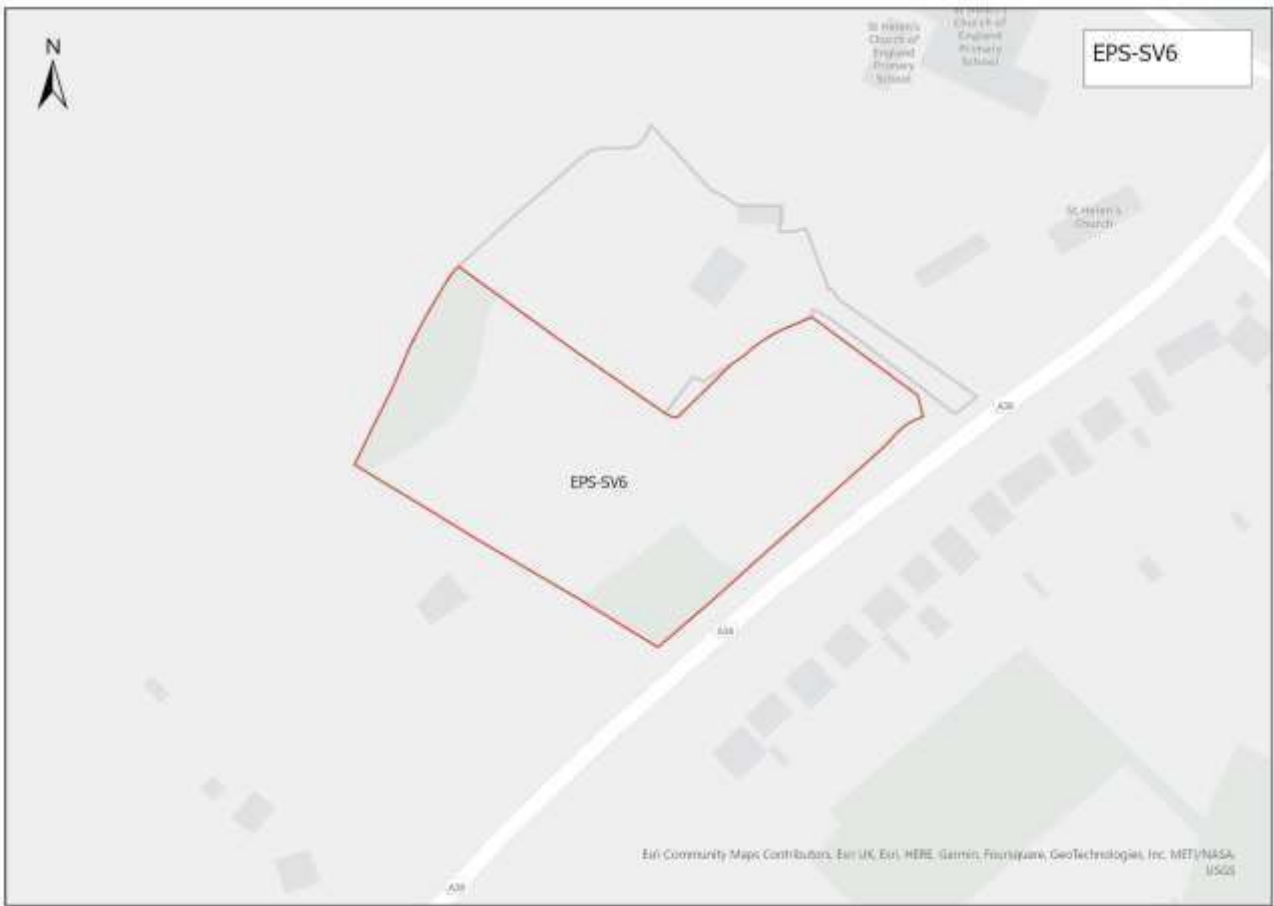 N
EPS-SV6
St Helen's
Church of
England
Primary
School
St Helen's
Church of
England
Primary
School
St Helen's
Church
A38
EPS-SV6
A38
A38
Esri Community Maps Contributors, Esri UK, Esri, HERE, Garmin, Foursquare, GeoTechnologies, Inc, METI/NASA,
USGS